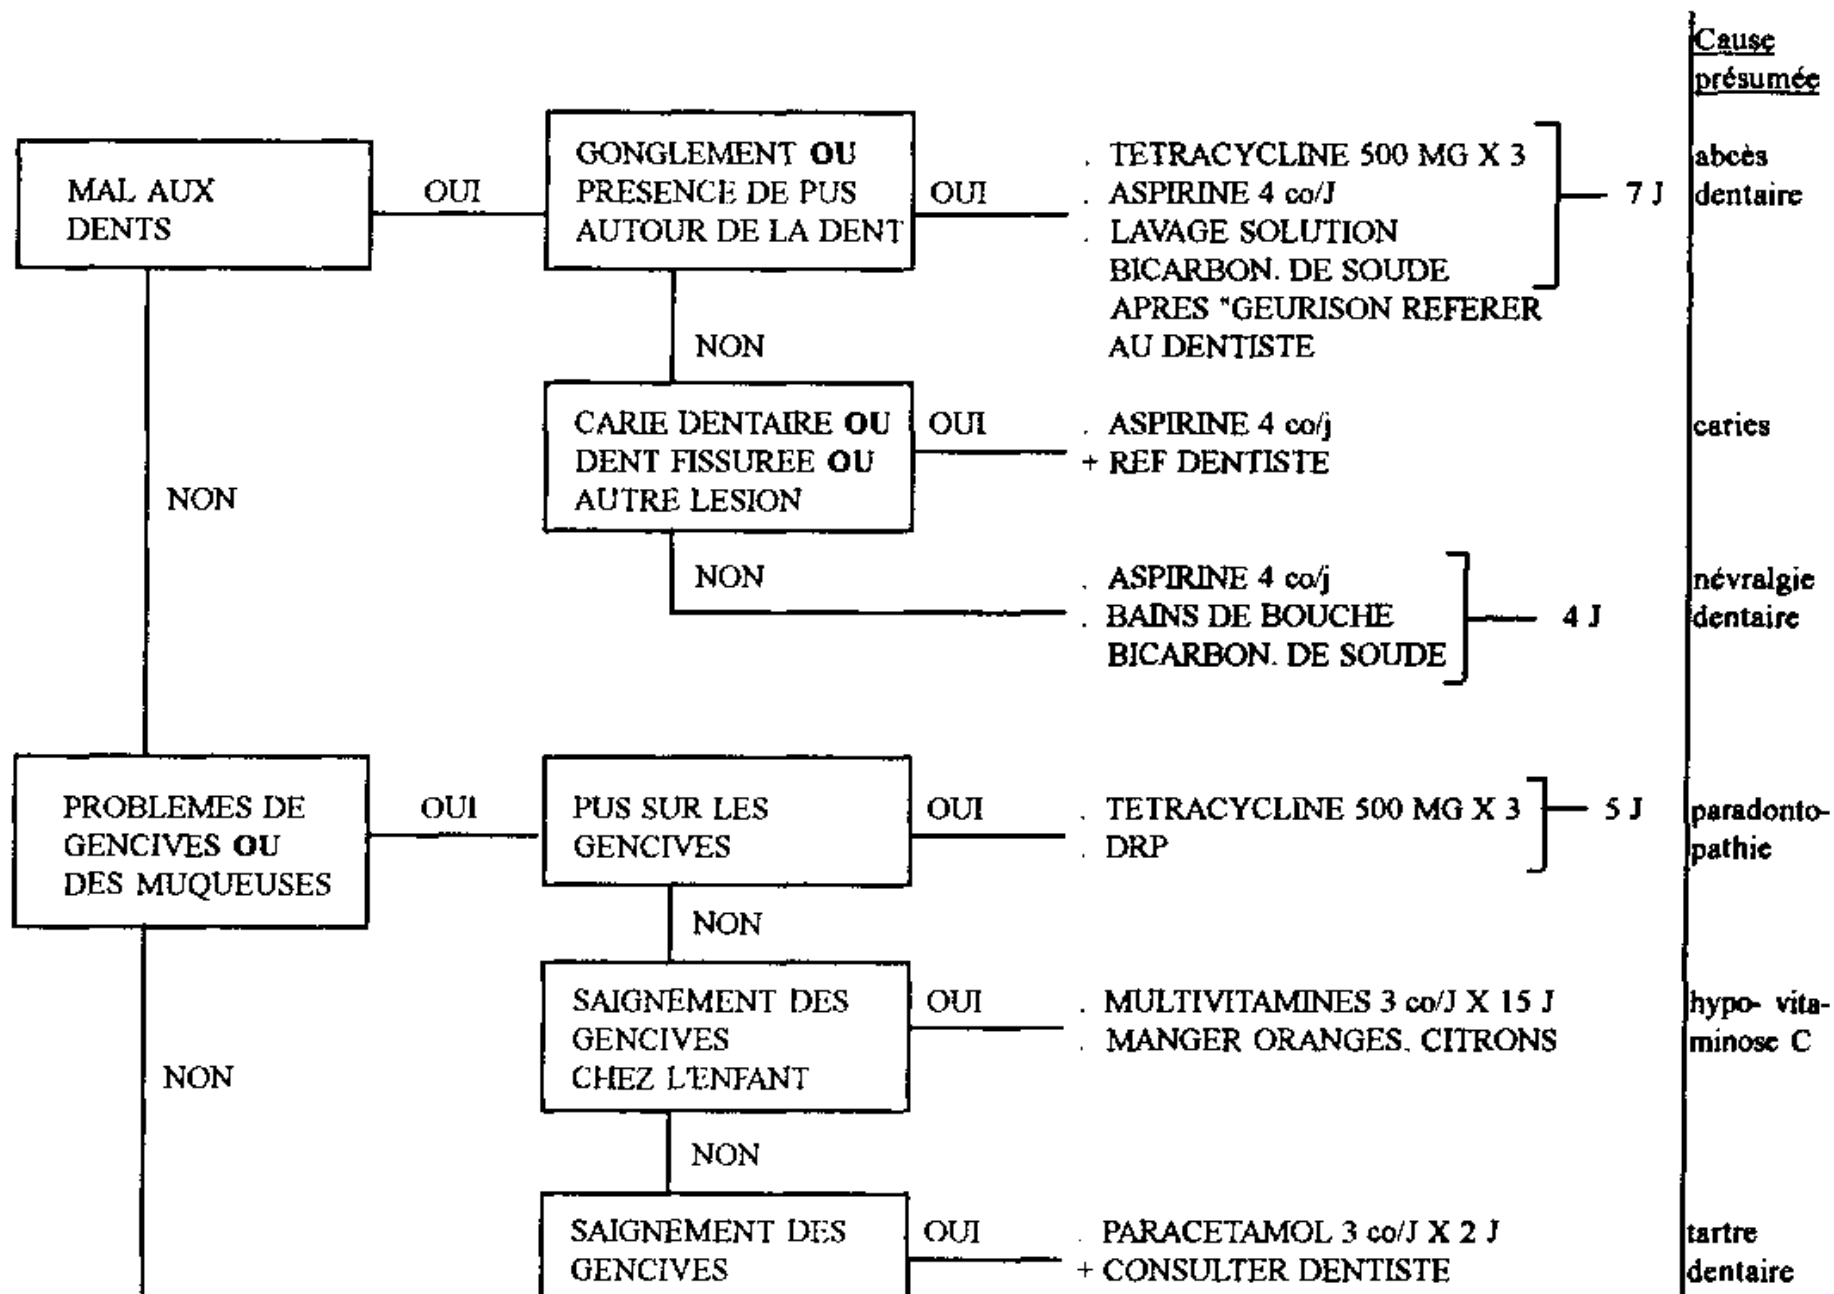 Cause
présumée
MAL AUX
DENTS
OUI
GONGLEMENT OU
PRESENCE DE PUS
AUTOUR DE LA DENT
OUI
. TETRACYCLINE 500 MG X 3
. ASPIRINE 4 co/J
. LAVAGE SOLUTION
BICARBON. DE SOUDE
APRES "GEURISON REFERER
AU DENTISTE
7 J
abcès
dentaire
NON
CARIE DENTAIRE OU
DENT FISSUREE OU
AUTRE LESION
OUI
. ASPIRINE 4 co/j
+ REF DENTISTE
caries
NON
NON
. ASPIRINE 4 co/j
. BAINS DE BOUCHE
BICARBON. DE SOUDE
4 J
névralgie
dentaire
PROBLEMES DE
GENCIVES OU
DES MUQUEUSES
OUI
PUS SUR LES
GENCIVES
OUI
. TETRACYCLINE 500 MG X 3
. DRP
5 J
paradonto-
pathie
NON
SAIGNEMENT DES
GENCIVES
CHEZ L'ENFANT
OUI
. MULTIVITAMINES 3 co/J X 15 J
. MANGER ORANGES. CITRONS
hypo- vita-
minose C
NON
NON
SAIGNEMENT DES
GENCIVES
OUI
. PARACETAMOL 3 co/J X 2 J
+ CONSULTER DENTISTE
tartre
dentaire